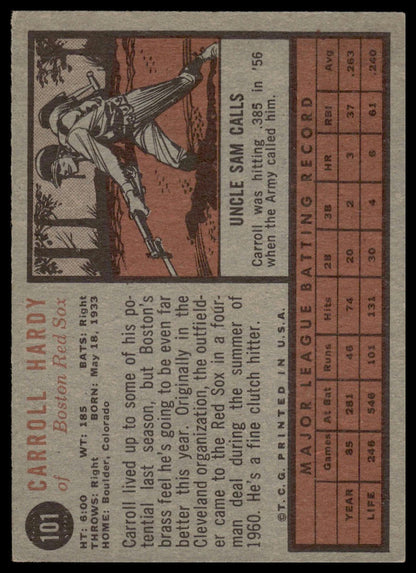 101
CARROLL HARDY
of Boston Red Sox
HT: 6:00 WT: 185 BATS: Right
THROWS: Right BORN: May 18, 1933
HOME: Boulder, Colorado
Carroll lived up to some of his po-
tential last season, but Boston's
brass feel he's going to be even far
better this year. Originally in the
Cleveland organization, the outfield-
er came to the Red Sox in a four-
man deal during the summer of
1960. He's a fine clutch hitter.
©T.C.G. PRINTED IN U.S.A.
UNCLE SAM CALLS
Carroll was hitting .385 in '56
when the Army called him.
MAJOR LEAGUE BATTING RECORD
Games At Bat Runs Hits 2B 3B HR RBI Avg
YEAR 85 281 46 74 20 2 3 37 .263
LIFE 246 546 101 131 30 4 6 61 .240